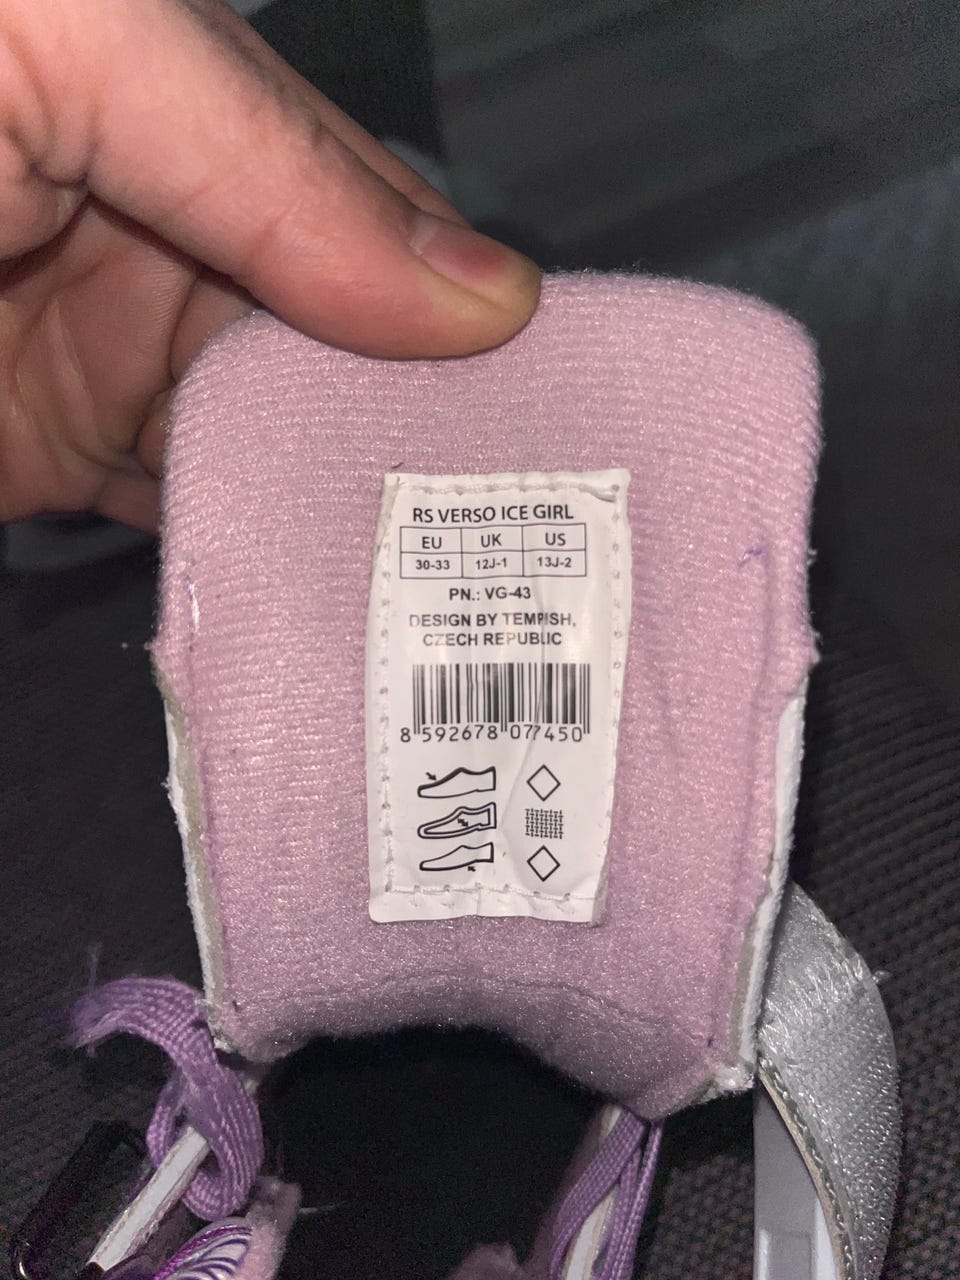 RS VERSO ICE GIRL
EU UK US
30-33 12J-1 13J-2
PN.: VG-43
DESIGN BY TEMPISH,
CZECH REPUBLIC
8 592678 077450